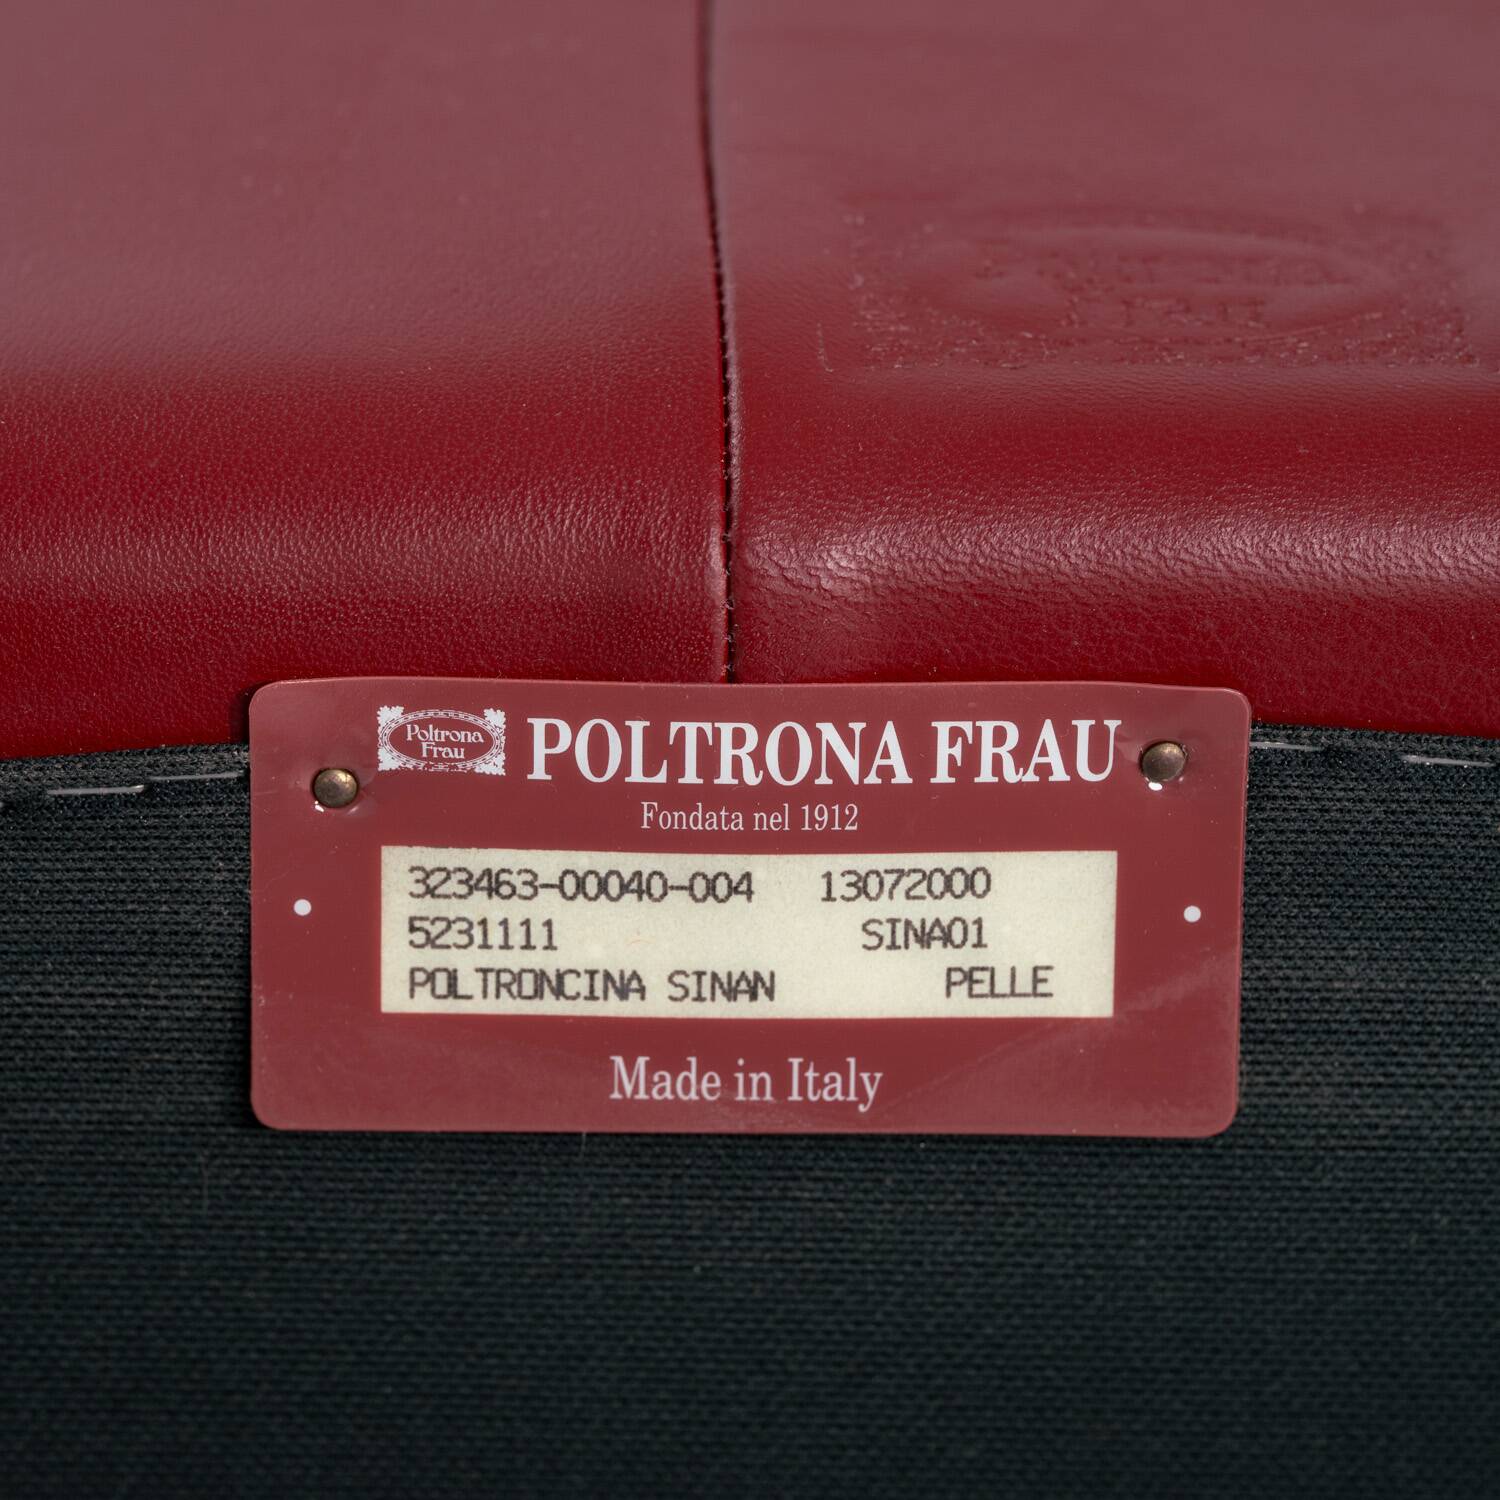 Poltrona
Frau
POLTRONA FRAU
Fondata nel 1912
323463-00040-004 13072000
5231111 SINA01
POLTRONCINA SINAN PELLE
Made in Italy